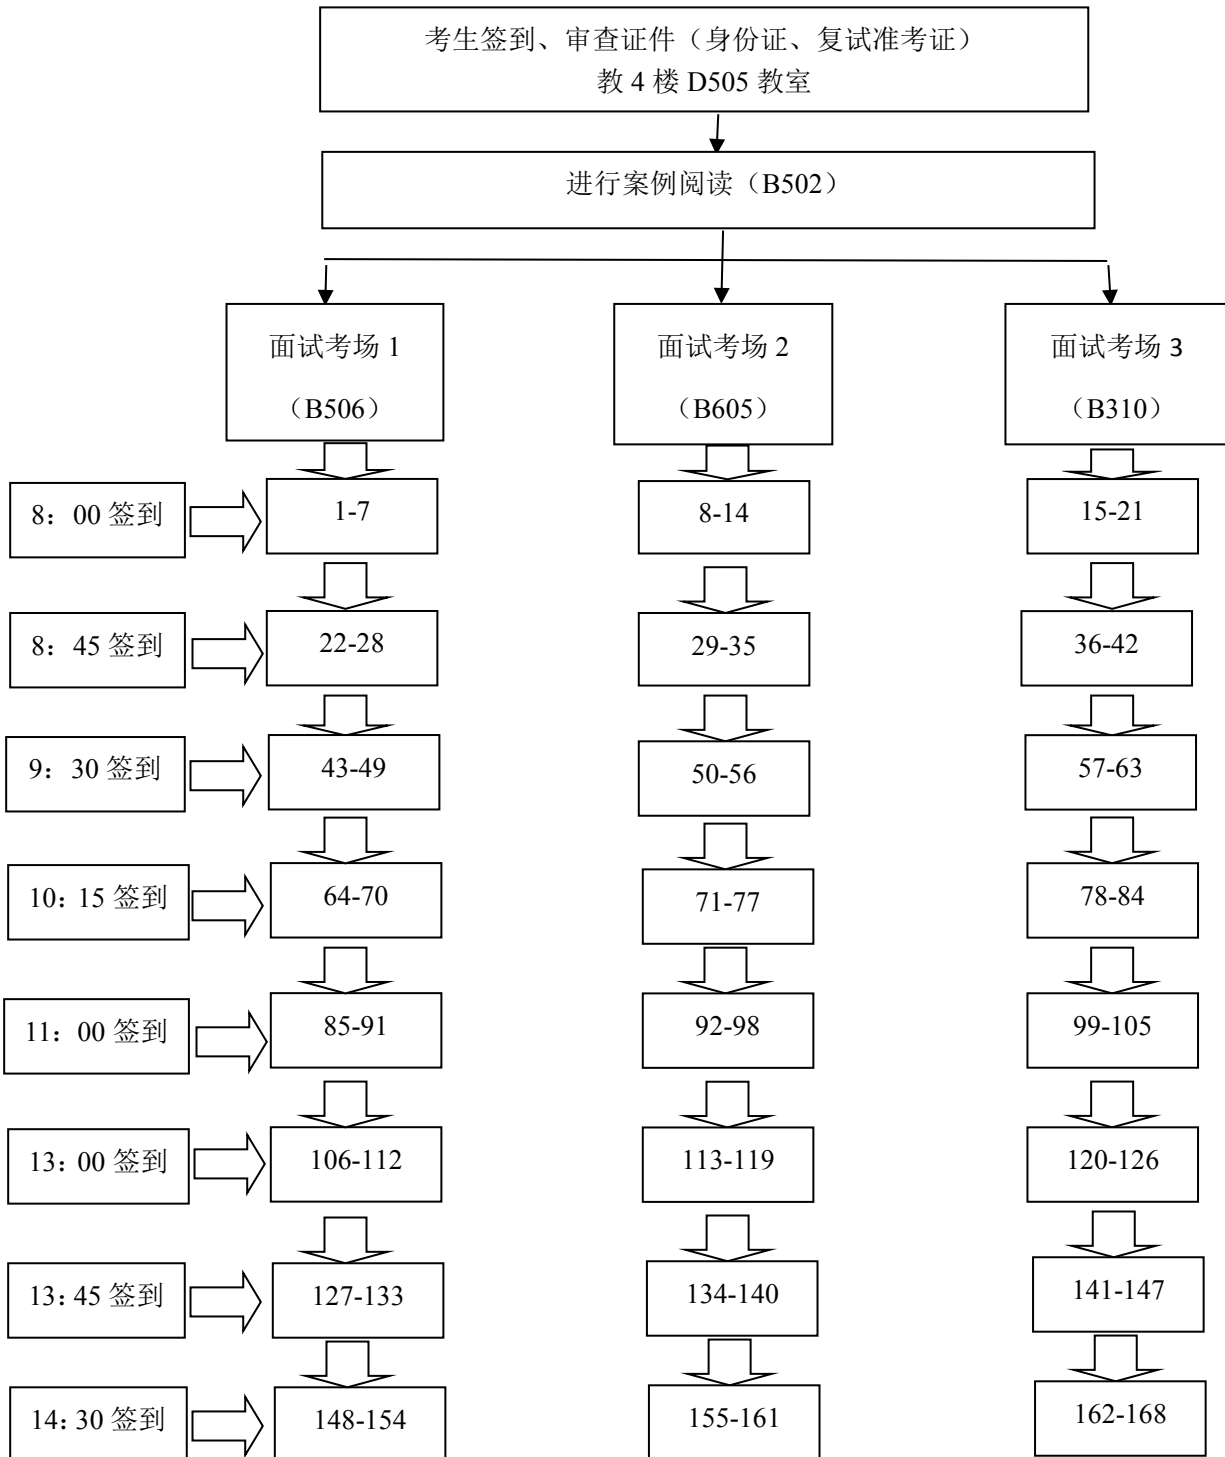 考生签到、审查证件（身份证、复试准考证）
教 4 楼 D505 教室
进行案例阅读（B502）
面试考场 1
（B506）
面试考场 2
（B605）
面试考场 3
（B310）
8：00 签到
1-7
8-14
15-21
8：45 签到
22-28
29-35
36-42
9：30 签到
43-49
50-56
57-63
10：15 签到
64-70
71-77
78-84
11：00 签到
85-91
92-98
99-105
13：00 签到
106-112
113-119
120-126
13：45 签到
127-133
134-140
141-147
14：30 签到
148-154
155-161
162-168